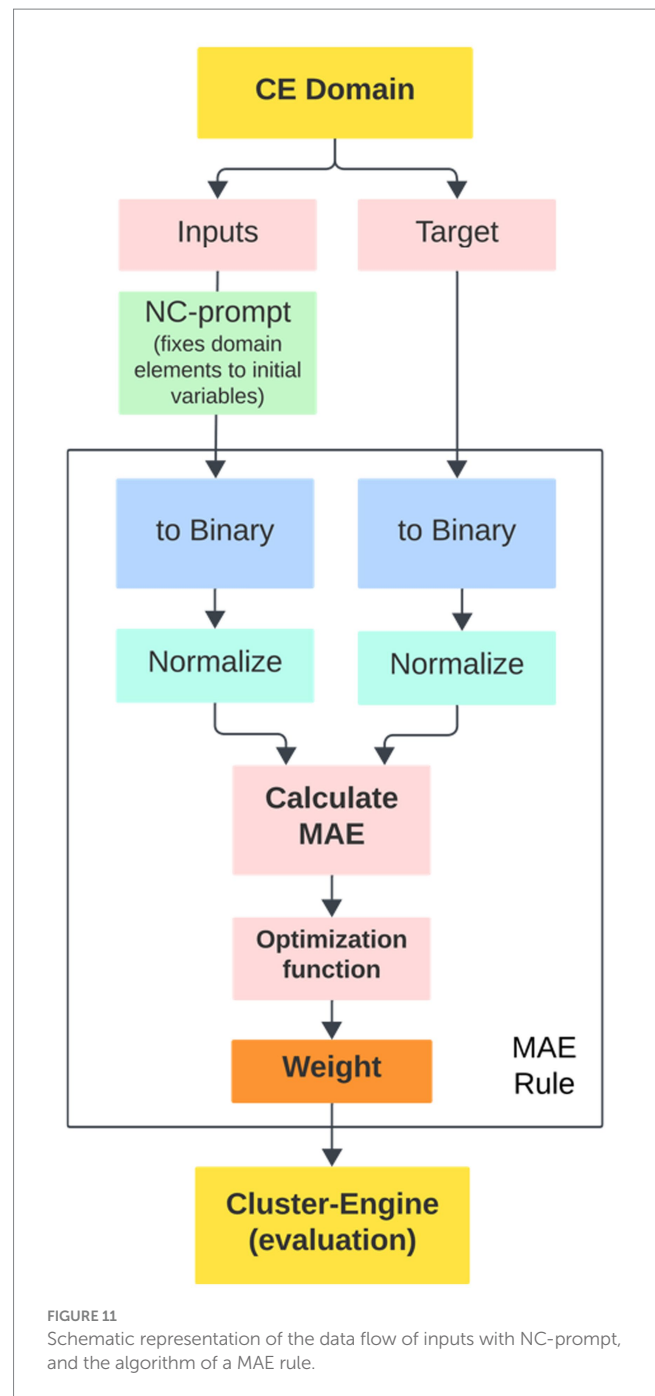 CE Domain
Inputs
Target
NC-prompt
(fixes domain
elements to initial
variables)
to Binary
to Binary
Normalize
Normalize
Calculate
MAE
Optimization
function
Weight
MAE
Rule
Cluster-Engine
(evaluation)
FIGURE 11
Schematic representation of the data flow of inputs with NC-prompt,
and the algorithm of a MAE rule.